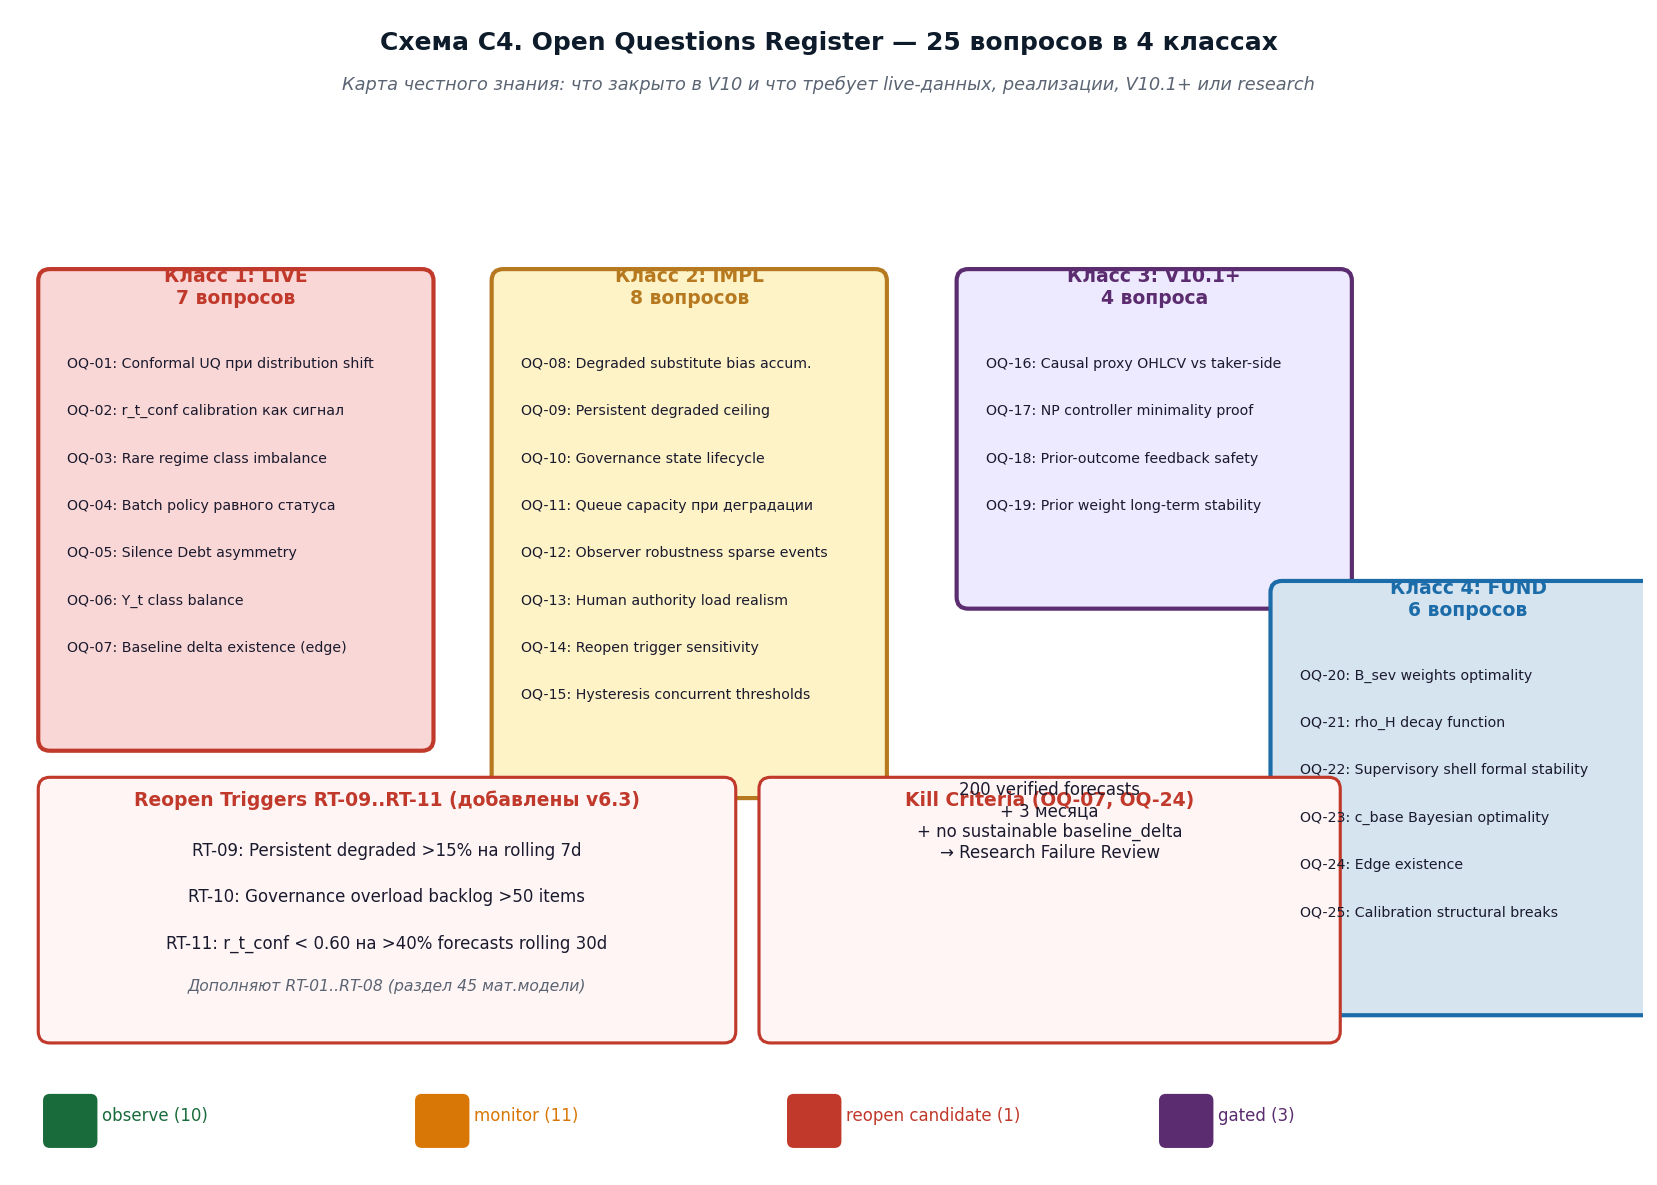 Схема C4. Open Questions Register — 25 вопросов в 4 классах
Карта честного знания: что закрыто в V10 и что требует live-данных, реализации, V10.1+ или research
Класс 1: LIVE
7 вопросов
OQ-01: Conformal UQ при distribution shift
OQ-02: r_t_conf calibration как сигнал
OQ-03: Rare regime class imbalance
OQ-04: Batch policy равного статуса
OQ-05: Silence Debt asymmetry
OQ-06: Y_t class balance
OQ-07: Baseline delta existence (edge)
Класс 2: IMPL
8 вопросов
OQ-08: Degraded substitute bias accum.
OQ-09: Persistent degraded ceiling
OQ-10: Governance state lifecycle
OQ-11: Queue capacity при деградации
OQ-12: Observer robustness sparse events
OQ-13: Human authority load realism
OQ-14: Reopen trigger sensitivity
OQ-15: Hysteresis concurrent thresholds
Класс 3: V10.1+
4 вопроса
OQ-16: Causal proxy OHLCV vs taker-side
OQ-17: NP controller minimality proof
OQ-18: Prior-outcome feedback safety
OQ-19: Prior weight long-term stability
Класс 4: FUND
6 вопросов
OQ-20: B_sev weights optimality
OQ-21: rho_H decay function
OQ-22: Supervisory shell formal stability
OQ-23: c_base Bayesian optimality
OQ-24: Edge existence
OQ-25: Calibration structural breaks
Reopen Triggers RT-09..RT-11 (добавлены v6.3)
RT-09: Persistent degraded >15% на rolling 7d
RT-10: Governance overload backlog >50 items
RT-11: r_t_conf < 0.60 на >40% forecasts rolling 30d
Дополняют RT-01..RT-08 (раздел 45 мат.модели)
Kill Criteria (OQ-07, OQ-24)
200 verified forecasts
+ 3 месяца
+ no sustainable baseline_delta
→ Research Failure Review
observe (10)
monitor (11)
reopen candidate (1)
gated (3)